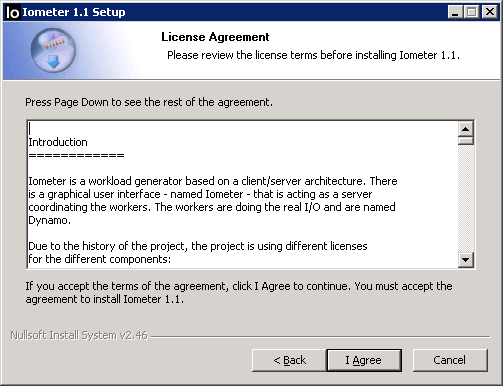 Io Iometer 1.1 Setup
License Agreement
Please review the license terms before installing Iometer 1.1.
Press Page Down to see the rest of the agreement.
Introduction
============
Iometer is a workload generator based on a client/server architecture. There
is a graphical user interface - named Iometer - that is acting as a server
coordinating the workers. The workers are doing the real I/O and are named
Dynamo.
Due to the history of the project, the project is using different licenses
for the different components:
If you accept the terms of the agreement, click I Agree to continue. You must accept the
agreement to install Iometer 1.1.
Nullsoft Install System v2.46
< Back
I Agree
Cancel